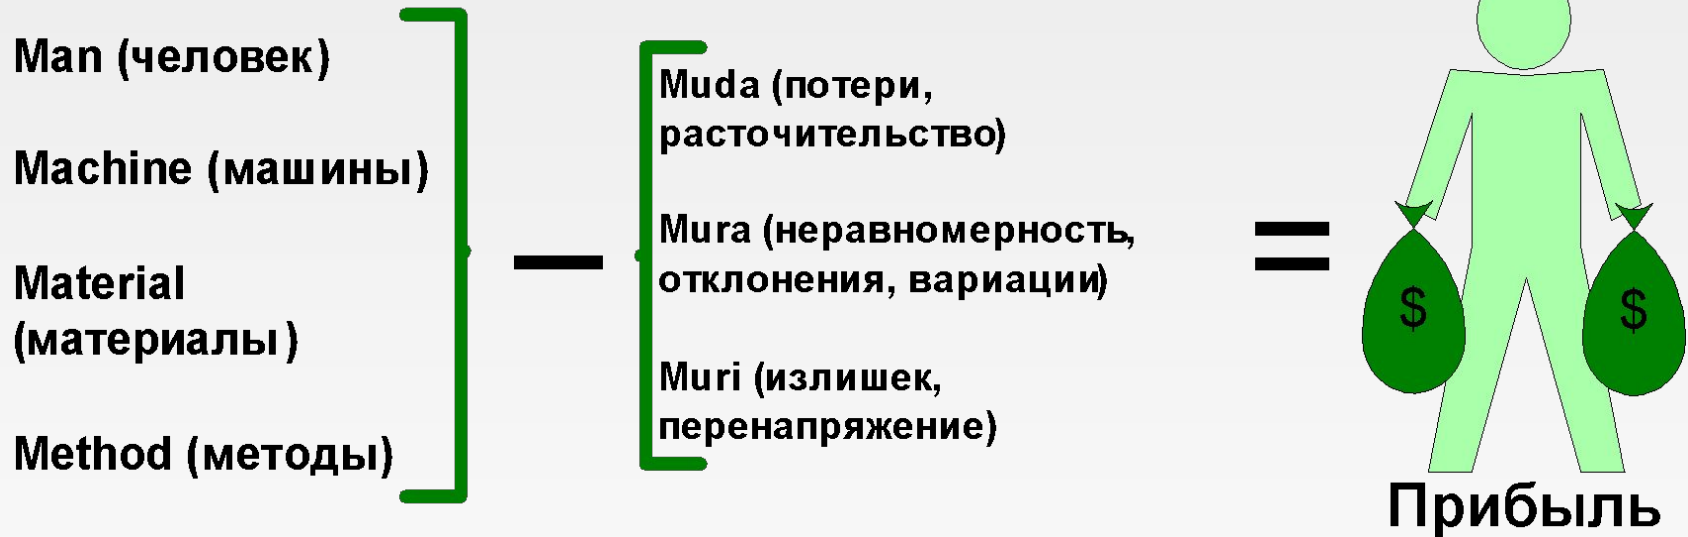 Man (человек)
Machine (машины)
Material
(материалы)
Method (методы)
—
Muda (потери,
расточительство)
Mura (неравномерность,
отклонения, вариации)
Muri (излишек,
перенапряжение)
=
$ $
Прибыль